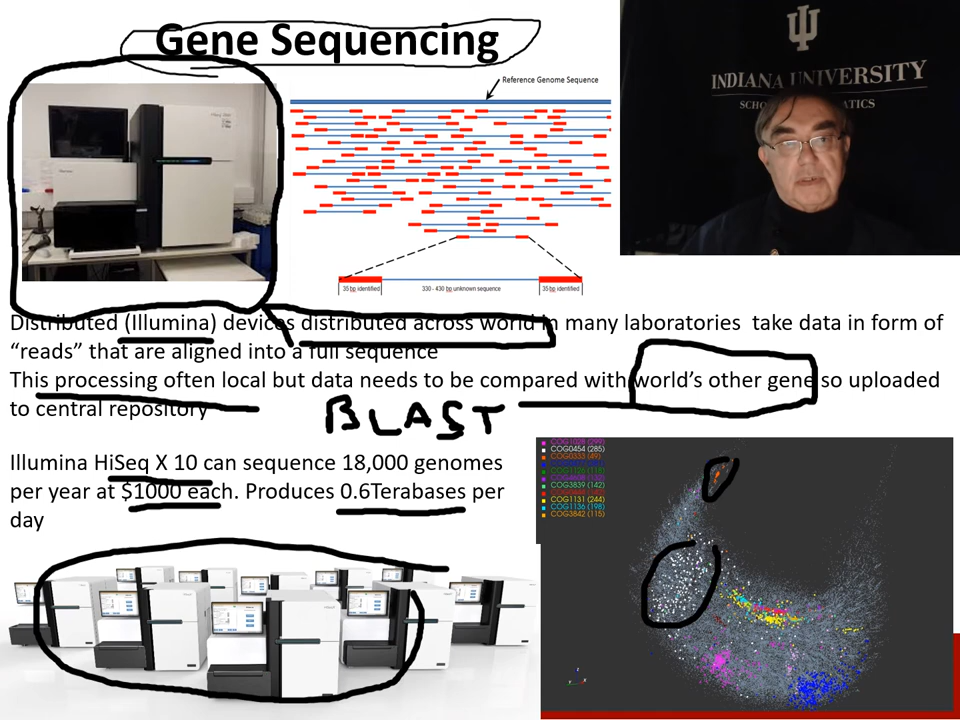 Gene Sequencing
Reference Genome Sequence
INDIANA UNIVERSITY
35 bp identified
330 - 430 bp unknown sequence
35 bp identified
Distributed (Illumina) devices distributed across world in many laboratories take data in form of
“reads” that are aligned into a full sequence
This processing often local but data needs to be compared with world’s other gene so uploaded
to central repository
BLAST
Illumina HiSeq X 10 can sequence 18,000 genomes
per year at $1000 each. Produces 0.6Terabases per
day
COG1028 (299)
COG0454 (285)
COG0333 (49)
COG3839 (142)
COG1131 (244)
COG1136 (198)
COG3842 (115)